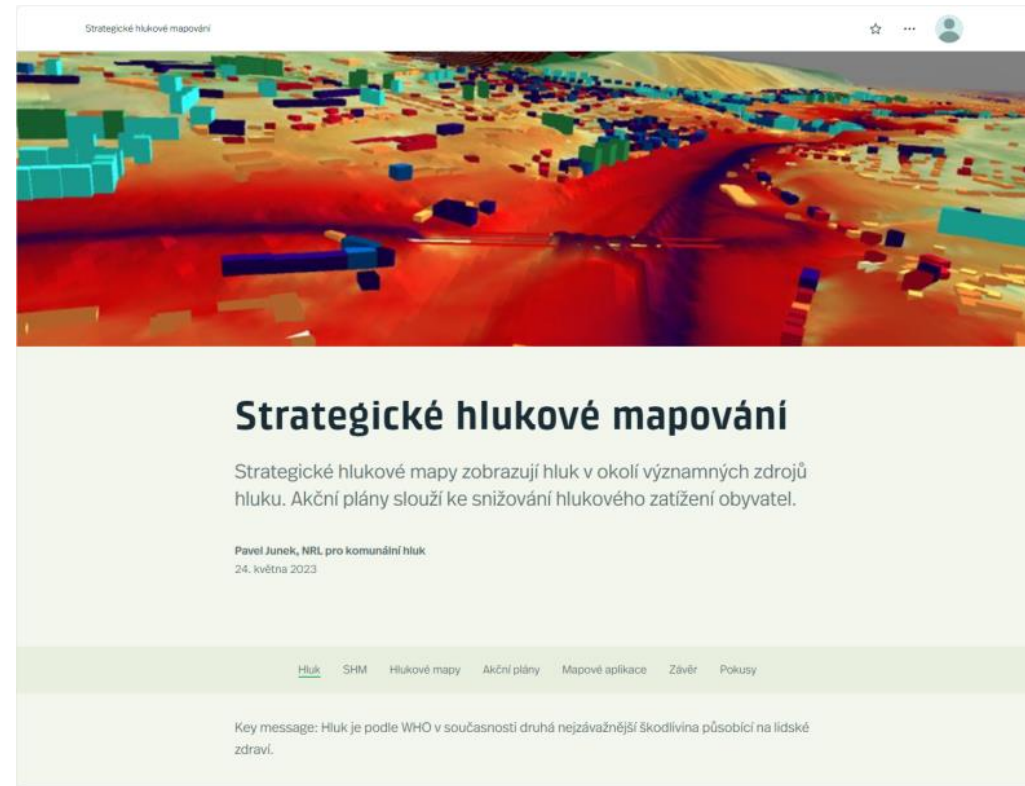 Strategické hlukové mapování
Strategické hlukové mapování
Strategické hlukové mapy zobrazují hluk v okolí významných zdrojů
hluku. Akční plány slouží ke snižování hlukového zatížení obyvatel.
Pavel Junek, NRL pro komunální hluk
24. května 2023
Hluk SHM Hlukové mapy Akční plány Mapové aplikace Závěr Pokusy
Key message: Hluk je podle WHO v současnosti druhá nejzávažnější škodlivina působící na lidské
zdraví.